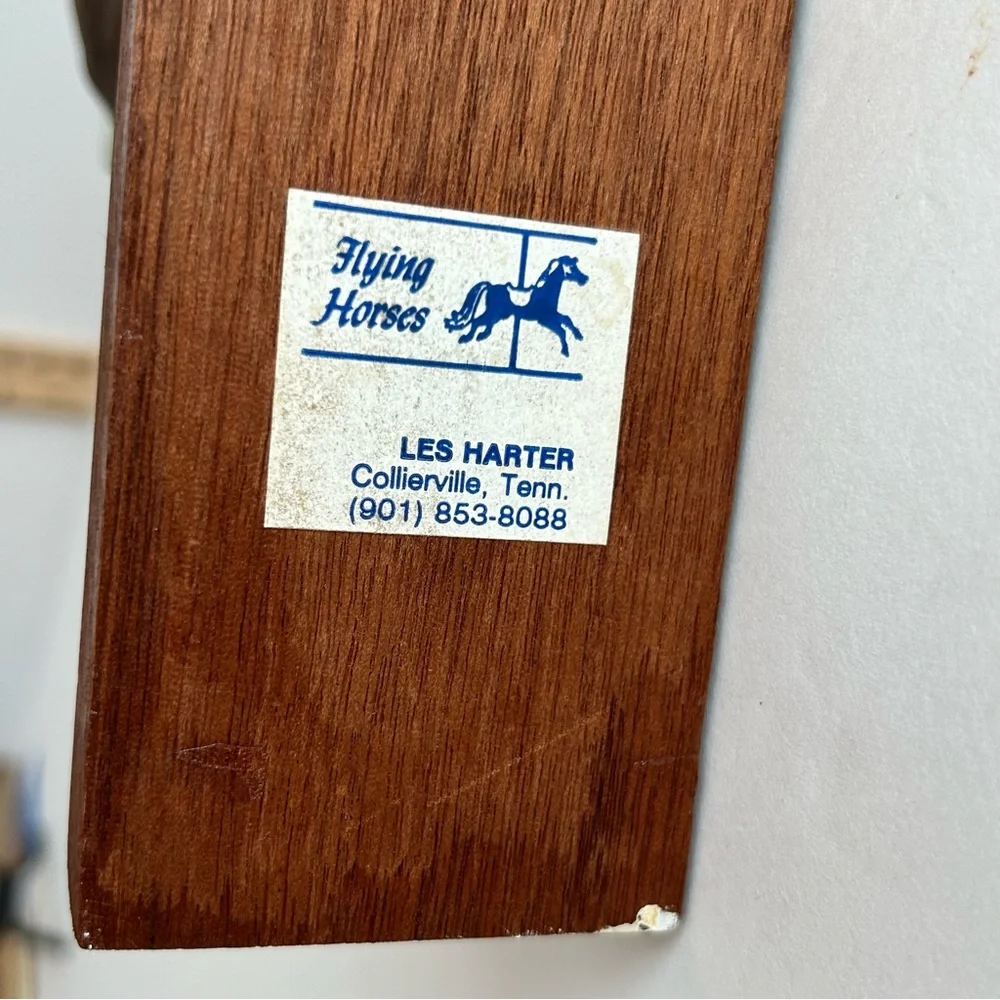 Flying
Horses
LES HARTER
Collierville, Tenn.
(901) 853-8088